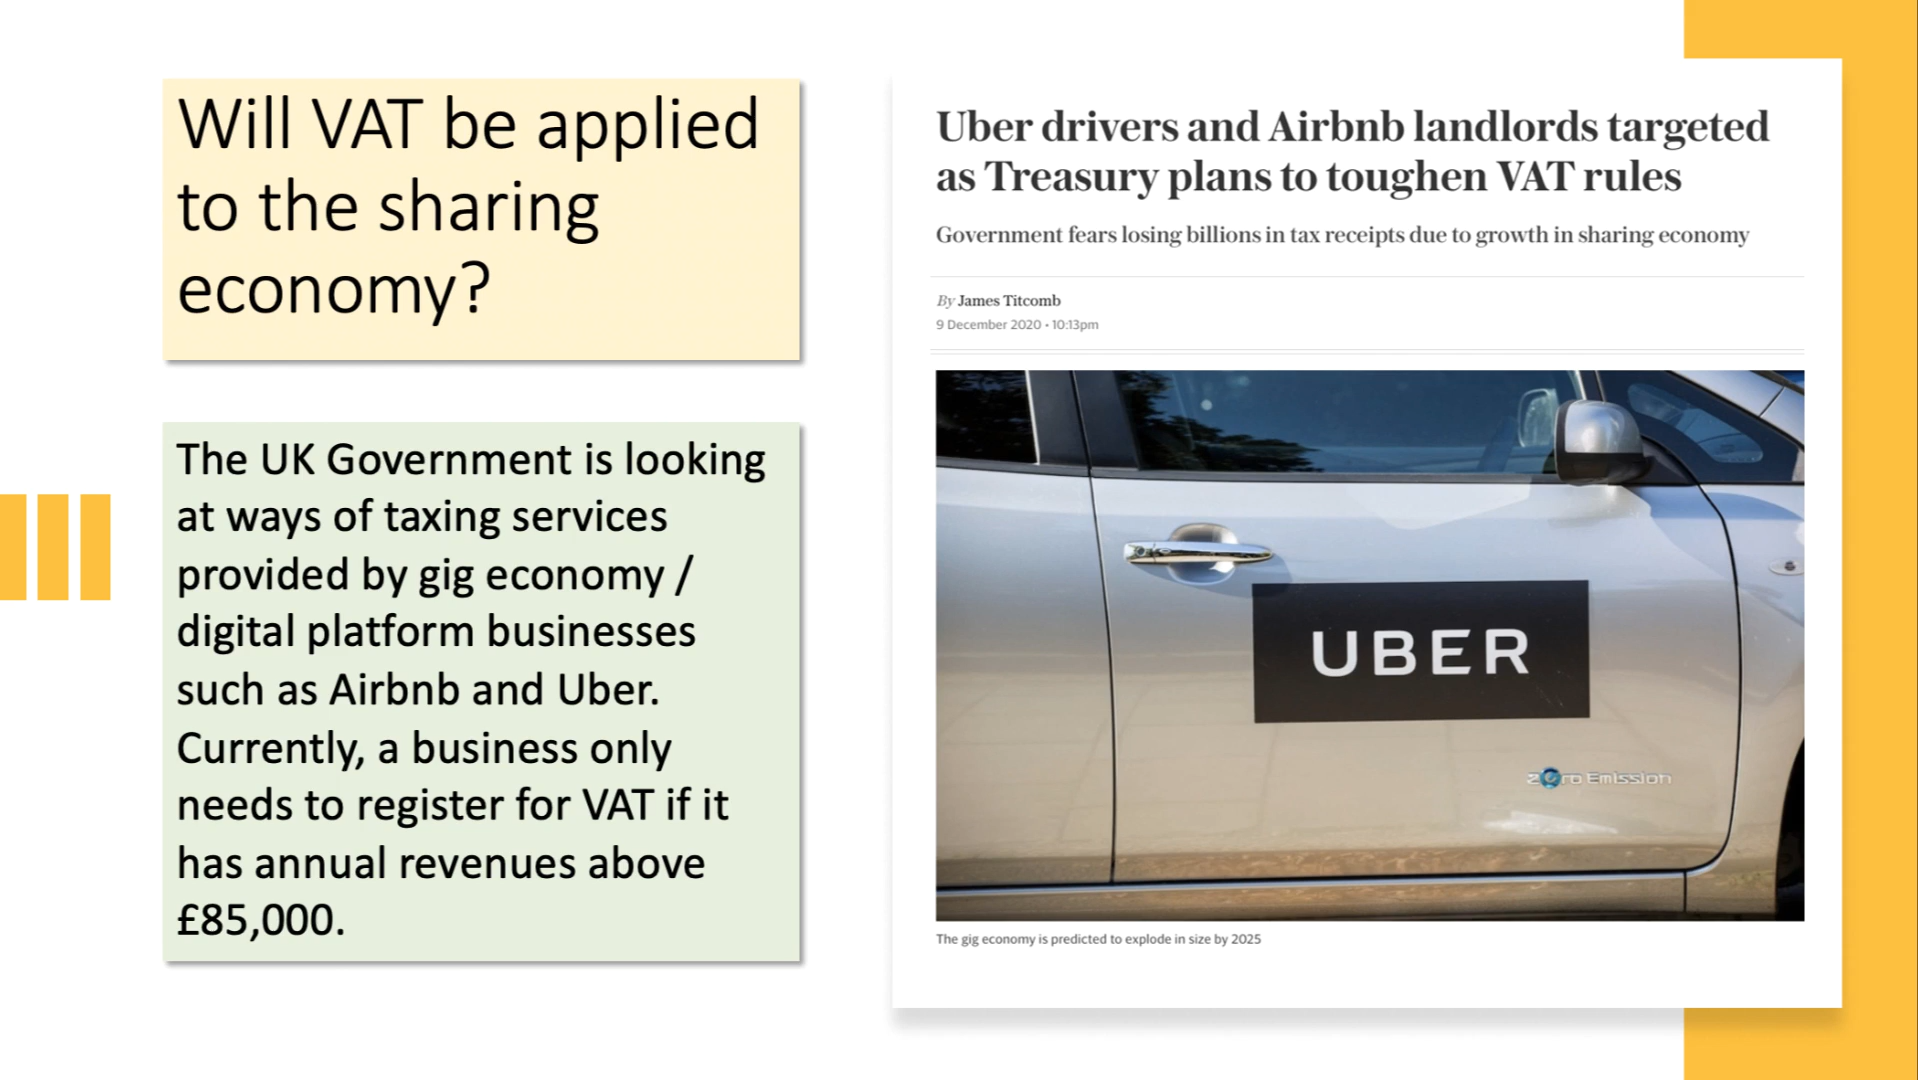 Will VAT be applied
to the sharing
economy?
The UK Government is looking
at ways of taxing services
provided by gig economy /
digital platform businesses
such as Airbnb and Uber.
Currently, a business only
needs to register for VAT if it
has annual revenues above
£85,000.
Uber drivers and Airbnb landlords targeted
as Treasury plans to toughen VAT rules
Government fears losing billions in tax receipts due to growth in sharing economy
By James Titcomb
9 December 2020 • 10:13pm
UBER
zero Emission
The gig economy is predicted to explode in size by 2025